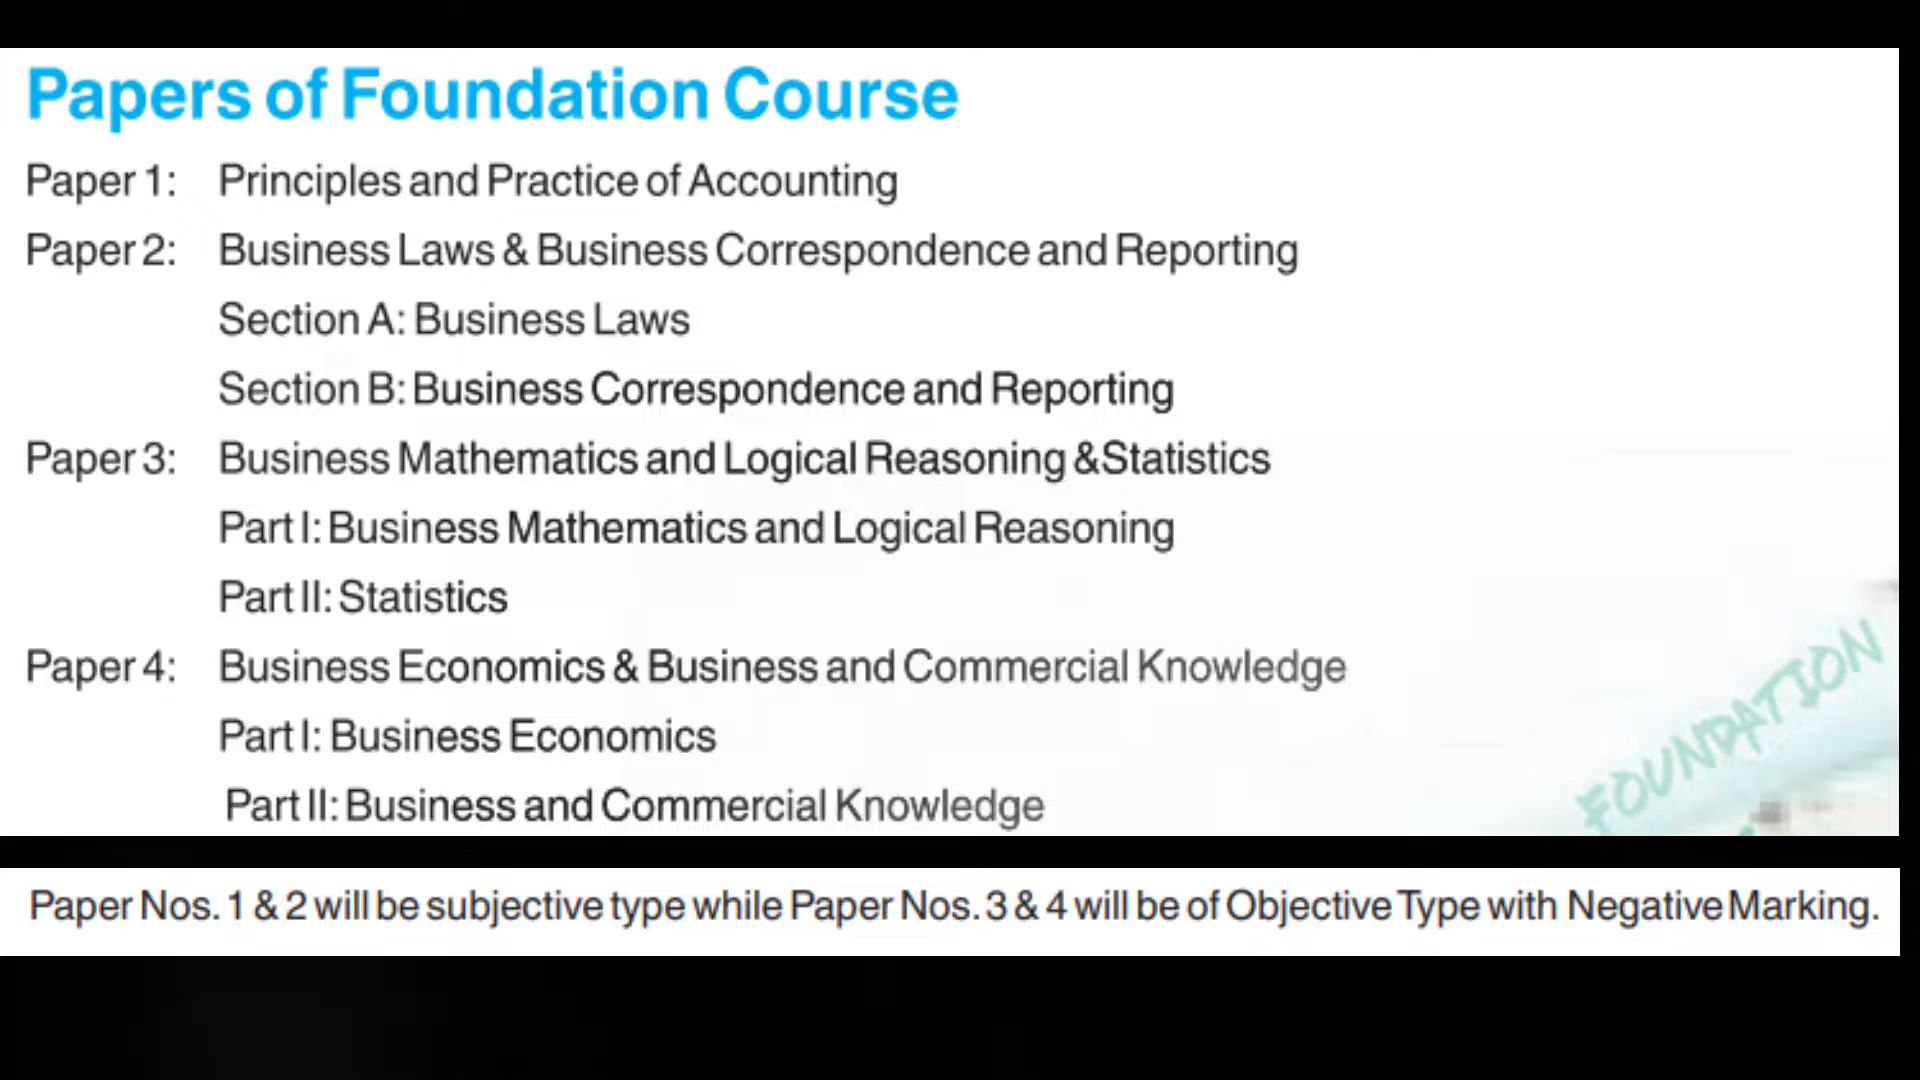 Papers of Foundation Course
Paper 1: Principles and Practice of Accounting
Paper 2: Business Laws & Business Correspondence and Reporting
Section A: Business Laws
Section B: Business Correspondence and Reporting
Paper 3: Business Mathematics and Logical Reasoning &Statistics
Part I: Business Mathematics and Logical Reasoning
Part II: Statistics
Paper 4: Business Economics & Business and Commercial Knowledge
Part I: Business Economics
Part II: Business and Commercial Knowledge
FOUNDATION
Paper Nos. 1 & 2 will be subjective type while Paper Nos. 3 & 4 will be of Objective Type with Negative Marking.